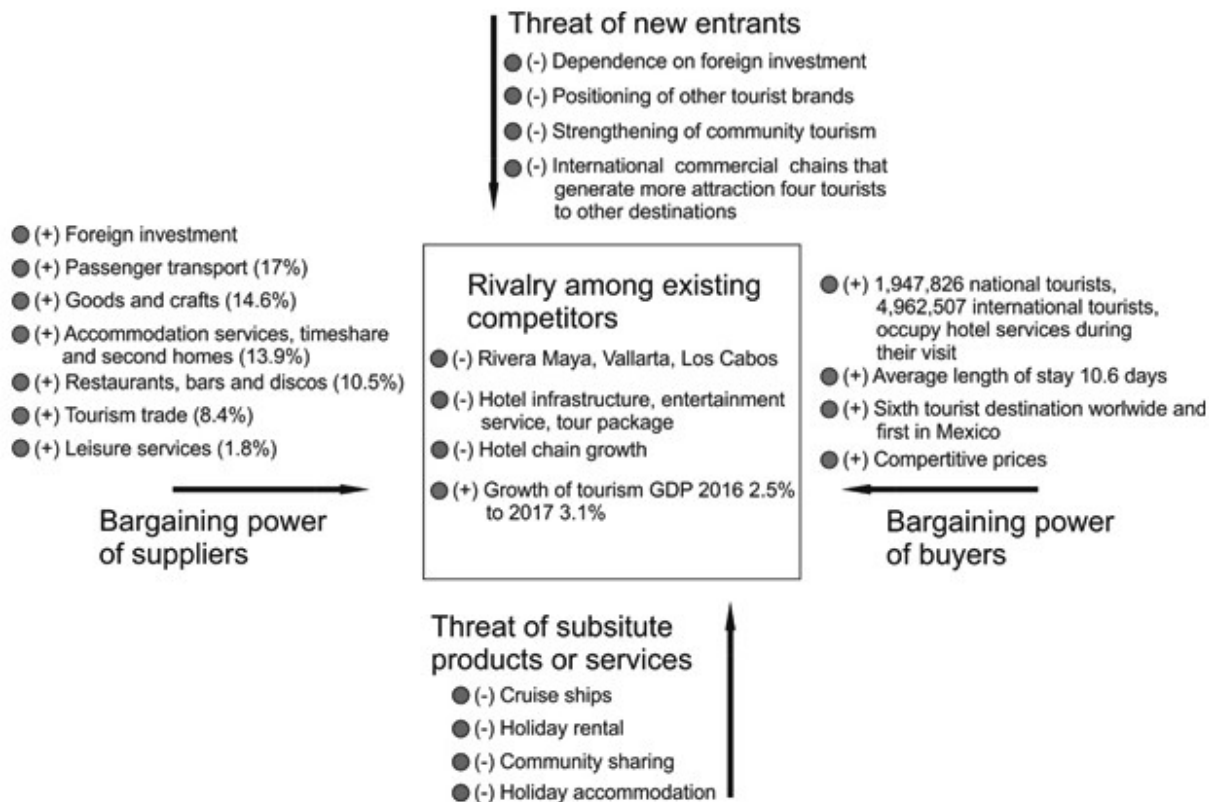 Threat of new entrants
(-) Dependence on foreign investment
(-) Positioning of other tourist brands
(-) Strengthening of community tourism
(-) International commercial chains that
generate more attraction four tourists
to other destinations
(+) Foreign investment
(+) Passenger transport (17%)
(+) Goods and crafts (14.6%)
(+) Accommodation services, timeshare
and second homes (13.9%)
(+) Restaurants, bars and discos (10.5%)
(+) Tourism trade (8.4%)
(+) Leisure services (1.8%)
Bargaining power
of suppliers
Rivalry among existing
competitors
(-) Rivera Maya, Vallarta, Los Cabos
(-) Hotel infrastructure, entertainment
service, tour package
(-) Hotel chain growth
(+) Growth of tourism GDP 2016 2.5%
to 2017 3.1%
(+) 1,947,826 national tourists,
4,962,507 international tourists,
occupy hotel services during
their visit
(+) Average length of stay 10.6 days
(+) Sixth tourist destination worlwide and
first in Mexico
(+) Compertitive prices
Bargaining power
of buyers
Threat of subsitute
products or services
(-) Cruise ships
(-) Holiday rental
(-) Community sharing
(-) Holiday accommodation